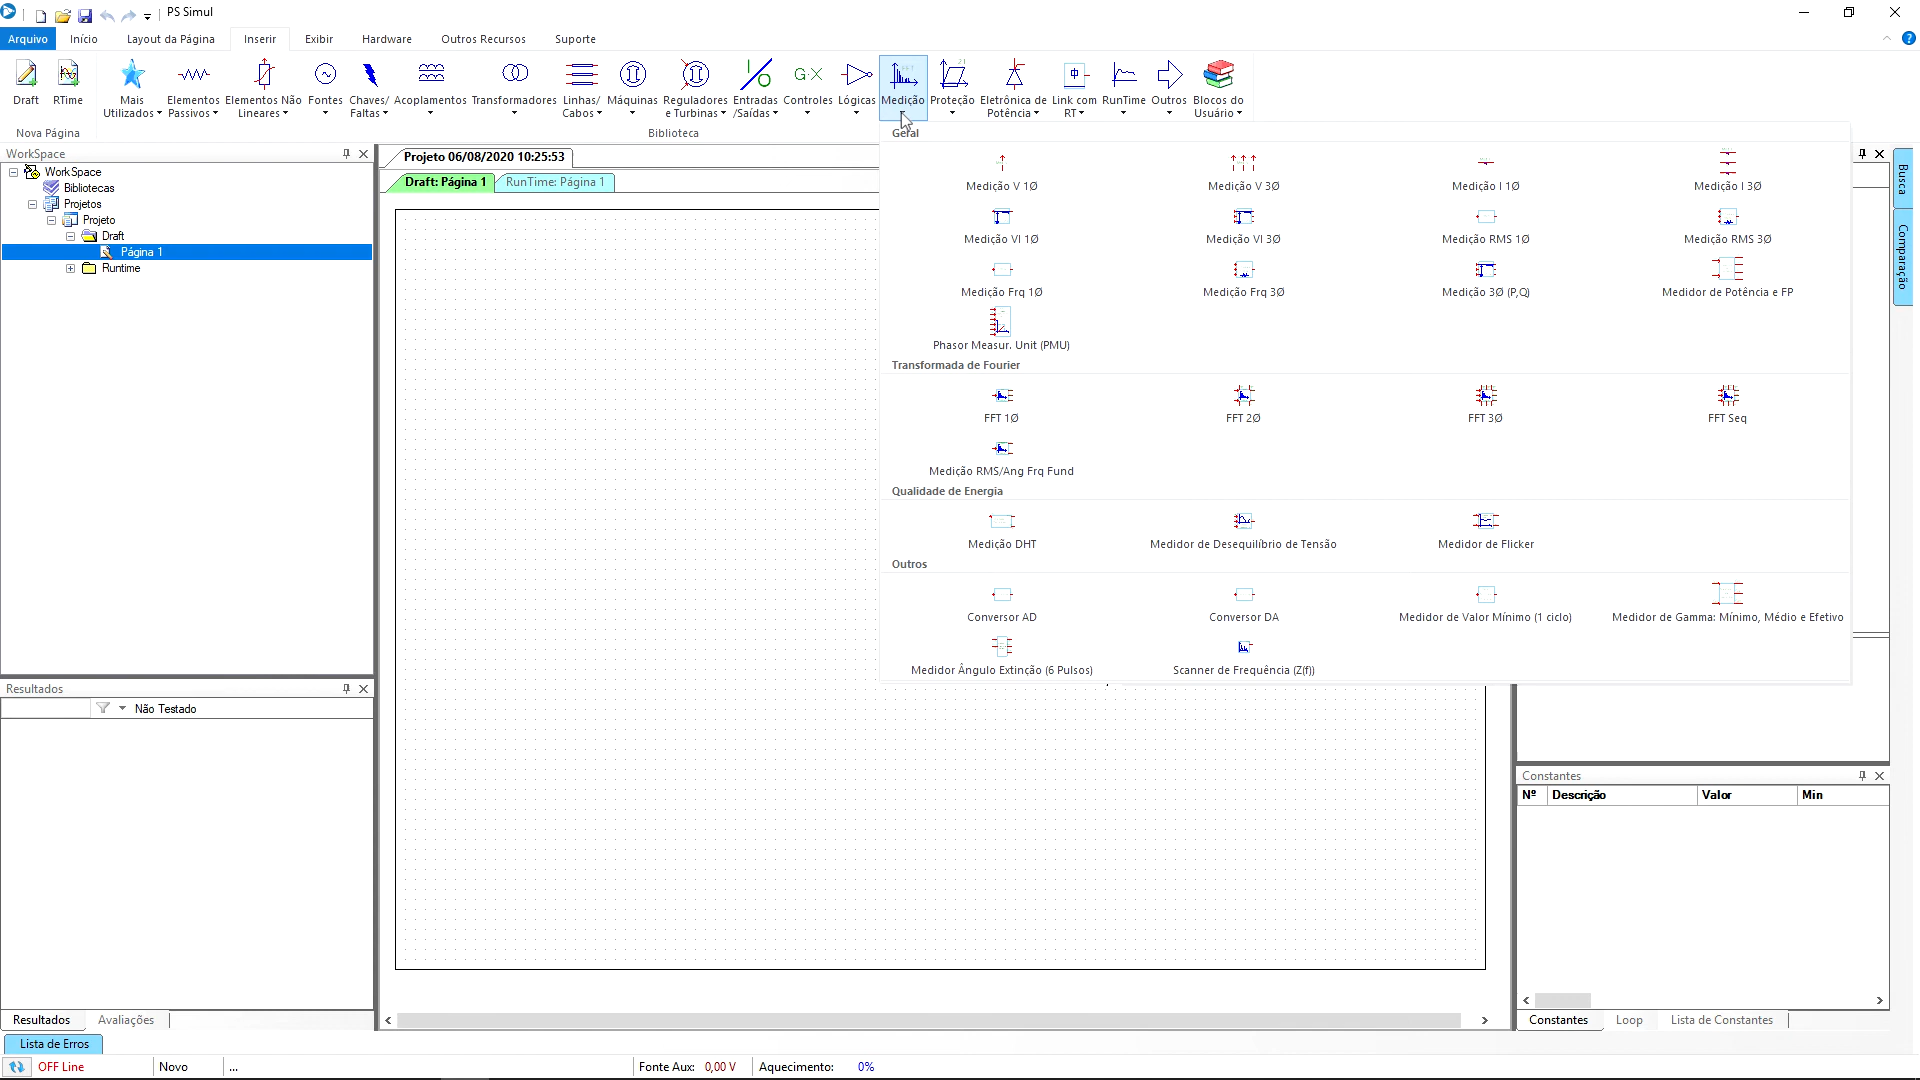 PS Simul
Arquivo
Início
Layout da Página
Inserir
Exibir
Hardware
Outros Recursos
Suporte
Draft
RTime
Mais Utilizados
Elementos Passivos
Elementos Não Lineares
Fontes
Chaves/ Faltas
Acoplamentos
Transformadores
Linhas/ Cabos
Máquinas
Reguladores e Turbinas
Entradas /Saídas
G:X
Controles
Lógicas
Medição
Proteção
Eletrônica de Potência
Link com RT
RunTime
Outros
Blocos do Usuário
Nova Página
Biblioteca
Geral
WorkSpace
WorkSpace
Bibliotecas
Projetos
Projeto
Draft
Página 1
Runtime
Projeto 06/08/2020 10:25:53
Draft: Página 1
RunTime: Página 1
Medição V 1Ø
Medição V 3Ø
Medição I 1Ø
Medição I 3Ø
Medição VI 1Ø
Medição VI 3Ø
Medição RMS 1Ø
Medição RMS 3Ø
Medição Frq 1Ø
Medição Frq 3Ø
Medição 3Ø (P,Q)
Medidor de Potência e FP
Phasor Measur. Unit (PMU)
Transformada de Fourier
FFT 1Ø
FFT 2Ø
FFT 3Ø
FFT Seq
Medição RMS/Ang Frq Fund
Qualidade de Energia
Medição DHT
Medidor de Desequilíbrio de Tensão
Medidor de Flicker
Outros
Conversor AD
Conversor DA
Medidor de Valor Mínimo (1 ciclo)
Medidor de Gamma: Mínimo, Médio e Efetivo
Medidor Ângulo Extinção (6 Pulsos)
Scanner de Frequência (Z(f))
Busca
Comparação
Resultados
Não Testado
Constantes
Nº
Descrição
Valor
Min
Resultados
Avaliações
Constantes
Loop
Lista de Constantes
Lista de Erros
OFF Line
Novo
...
Fonte Aux:
0,00 V
Aquecimento:
0%